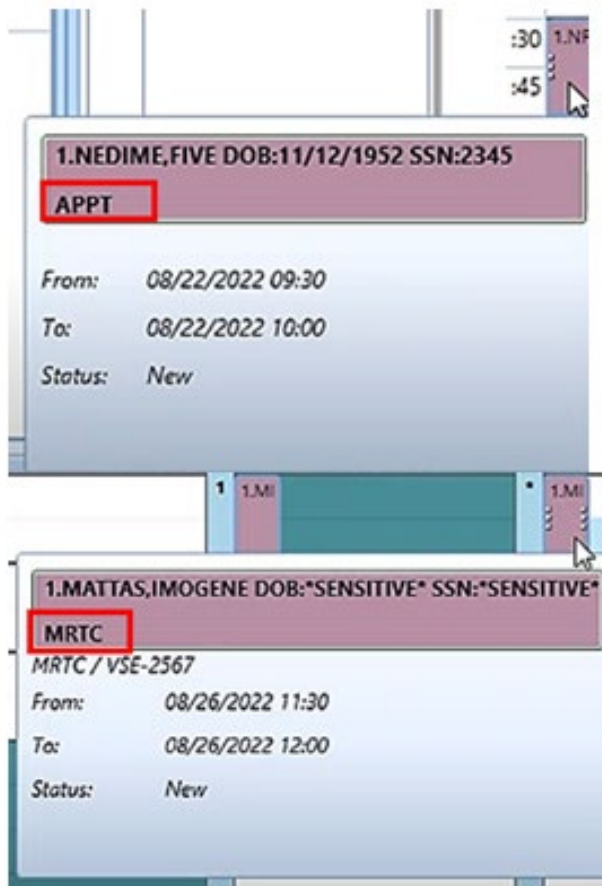 :30 1.NF
:45
1.NEDIME,FIVE DOB:11/12/1952 SSN:2345
APPT
From: 08/22/2022 09:30
To: 08/22/2022 10:00
Status: New
1 1.MI * 1.MI
1.MATTAS,IMOGENE DOB:*SENSITIVE* SSN:*SENSITIVE*
MRTC
MRTC / VSE-2567
From: 08/26/2022 11:30
To: 08/26/2022 12:00
Status: New